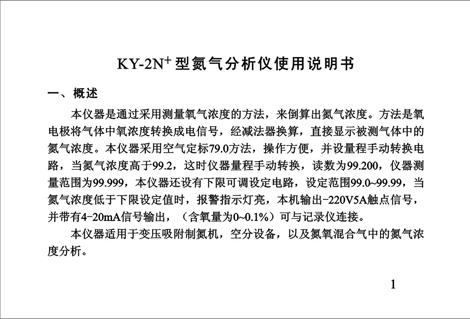 KY-2N⁺ 型氮气分析仪使用说明书
一、概述
本仪器是通过采用测量氧气浓度的方法，来倒算出氮气浓度。方法是氧
电极将气体中氧浓度转换成电信号，经减法器换算，直接显示被测气体中的
氮气浓度。本仪器采用空气定标79.0方法，操作方便，并设量程手动转换电
路，当氮气浓度高于99.2，这时仪器量程手动转换，读数为99.200，仪器测
量范围为99.999，本仪器还设有下限可调设定电路，设定范围99.0~99.99，当
氮气浓度低于下限设定值时，报警指示灯亮，本机输出-220V5A触点信号，
并带有4-20mA信号输出，（含氧量为0~0.1%）可与记录仪连接。
本仪器适用于变压吸附制氮机，空分设备，以及氮氧混合气中的氮气浓
度分析。
1